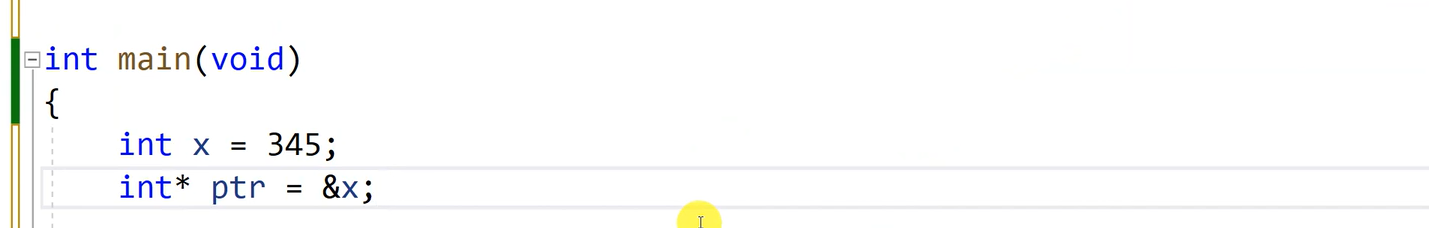 int main(void)
{
int x = 345;
int* ptr = &x;